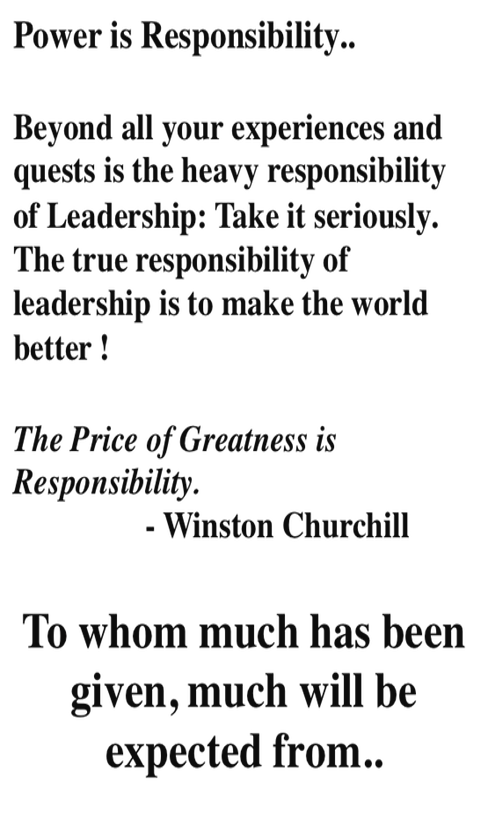 Power is Responsibility..
Beyond all your experiences and
quests is the heavy responsibility
of Leadership: Take it seriously.
The true responsibility of
leadership is to make the world
better !
The Price of Greatness is
Responsibility.
- Winston Churchill
To whom much has been
given, much will be
expected from..